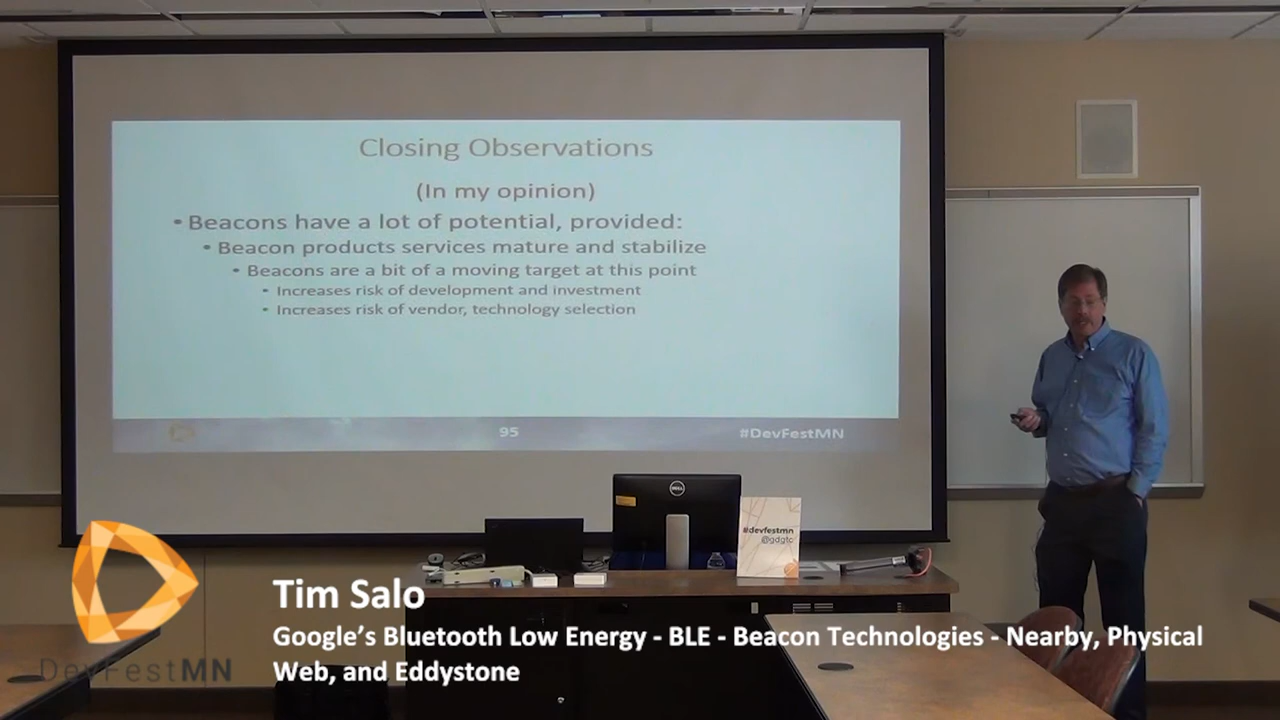 Closing Observations
(In my opinion)
• Beacons have a lot of potential, provided:
• Beacon products services mature and stabilize
• Beacons are a bit of a moving target at this point
• Increases risk of development and investment
• Increases risk of vendor, technology selection
95
#DevFestMN
DELL
#devfestmn
@gdgtc
Tim Salo
Google's Bluetooth Low Energy - BLE - Beacon Technologies - Nearby, Physical
Web, and Eddystone
DevFestMN